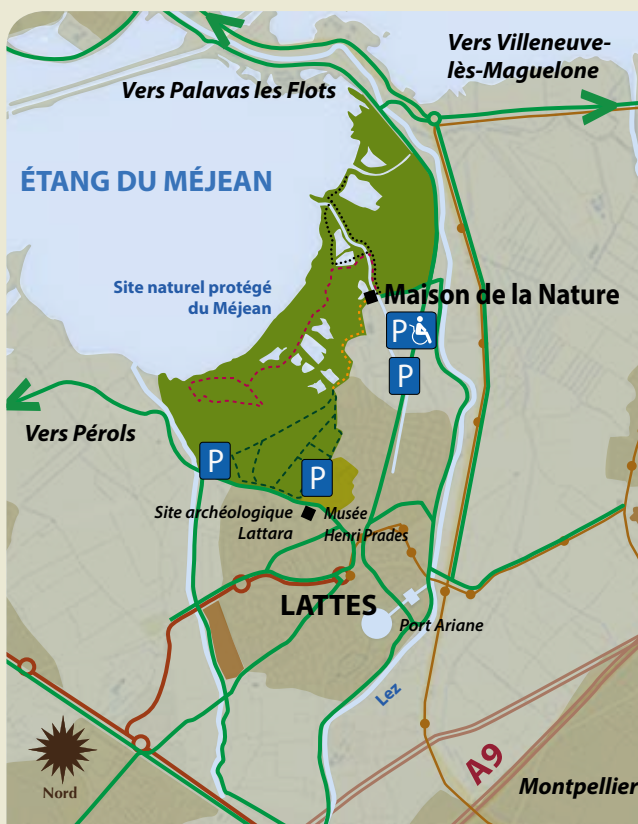 Vers Villeneuve-
lès-Maguelone
Vers Palavas les Flots
ÉTANG DU MÉJEAN
Site naturel protégé
du Méjean
Maison de la Nature
P
P
Vers Pérols
P
P
Site archéologique
Lattara
Musée
Henri Prades
LATTES
Port Ariane
Lez
A9
Nord
Montpellier